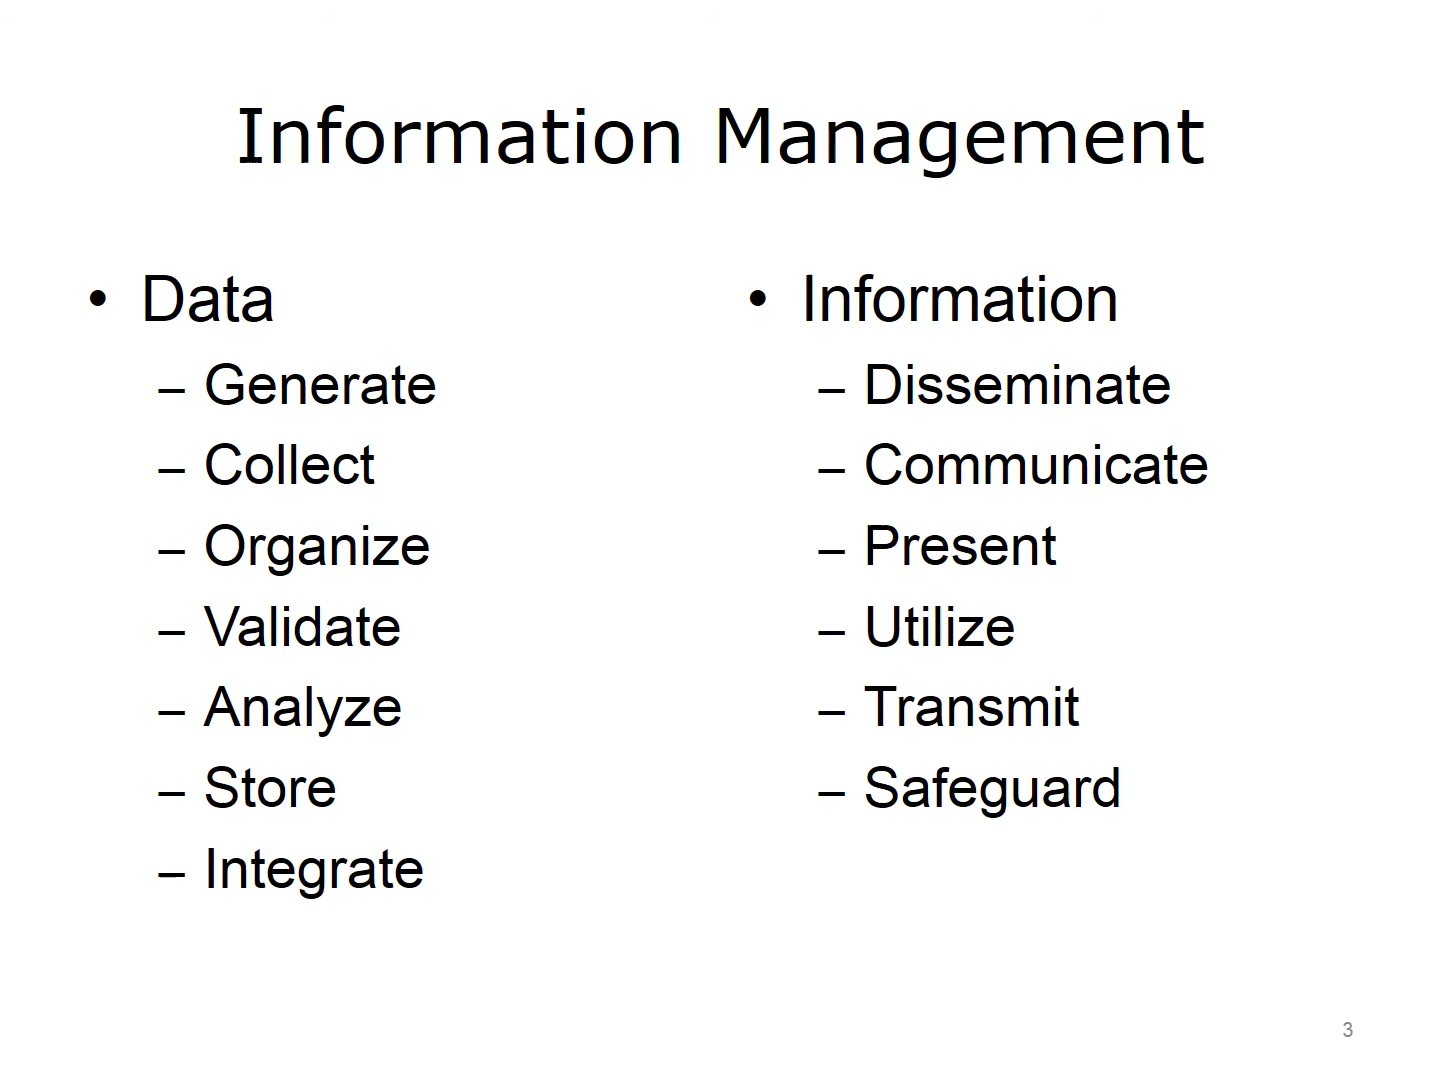 Information Management
• Data
– Generate
– Collect
– Organize
– Validate
– Analyze
– Store
– Integrate
• Information
– Disseminate
– Communicate
– Present
– Utilize
– Transmit
– Safeguard
3